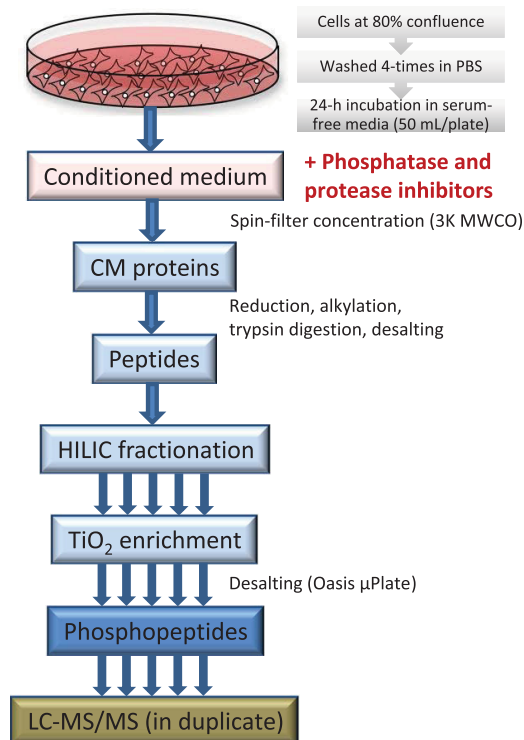 Cells at 80% confluence
Washed 4-times in PBS
24-h incubation in serum-
free media (50 mL/plate)
Conditioned medium
+ Phosphatase and
protease inhibitors
Spin-filter concentration (3K MWCO)
CM proteins
Reduction, alkylation,
trypsin digestion, desalting
Peptides
HILIC fractionation
TiO₂ enrichment
Desalting (Oasis µPlate)
Phosphopeptides
LC-MS/MS (in duplicate)